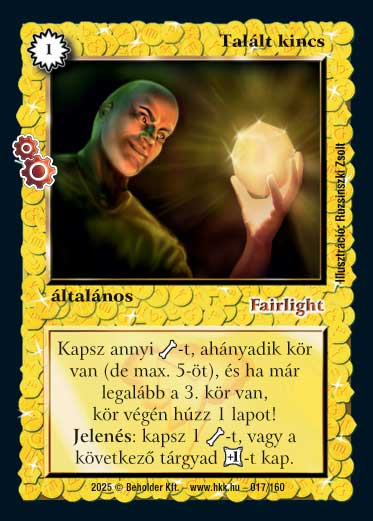 1
Talált kincs
Illusztráció: Rúzsinszki Zsolt
általános
Fairlight
Kapsz annyi -t, ahányadik kör
van (de max. 5-öt), és ha már
legalább a 3. kör van,
kör végén húzz 1 lapot!
Jelenés: kapsz 1 -t, vagy a
következő tárgyad +1 -t kap.
2025 © Beholder Kft. – www.hkk.hu – 017/160